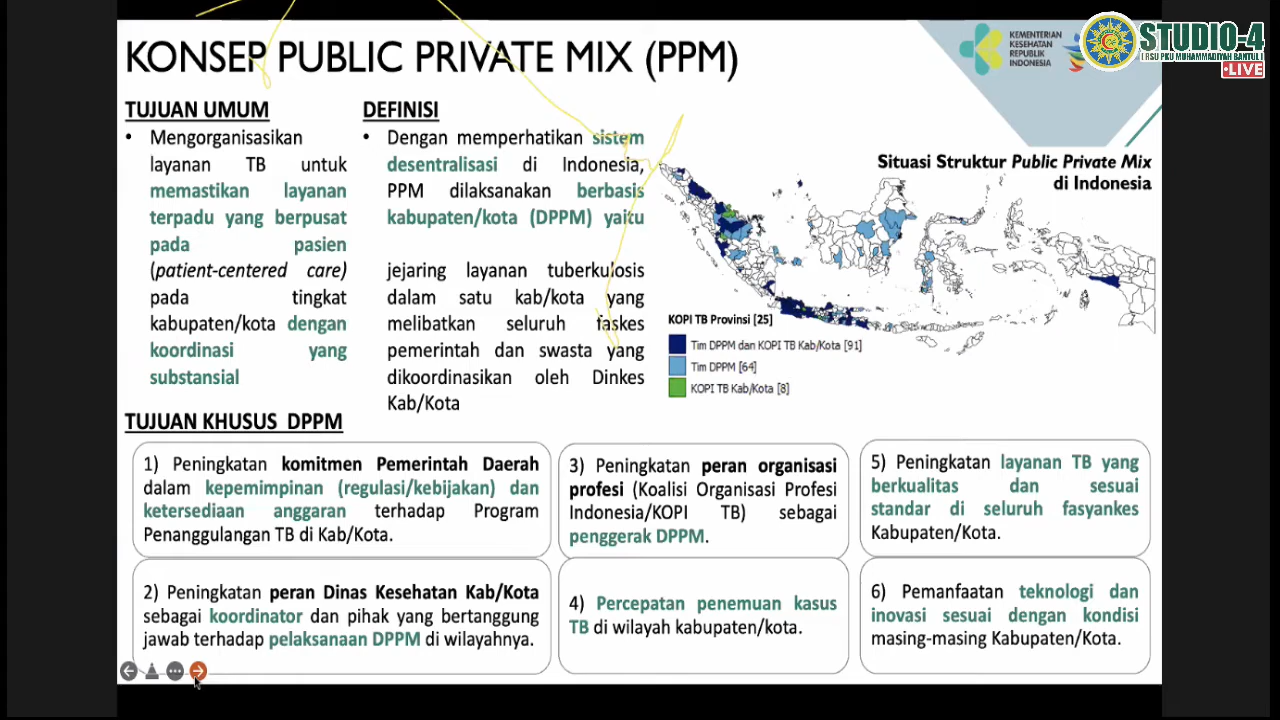 KONSEP PUBLIC PRIVATE MIX (PPM)
KEMENTERIAN
KESEHATAN
REPUBLIK
INDONESIA
STUDIO-4
[ RSU PKU MUHAMMADIYAH BANTUL ]
LIVE
TUJUAN UMUM
• Mengorganisasikan
layanan TB untuk
memastikan layanan
terpadu yang berpusat
pada pasien
(patient-centered care)
pada tingkat
kabupaten/kota dengan
koordinasi yang
substansial
DEFINISI
• Dengan memperhatikan sistem
desentralisasi di Indonesia,
PPM dilaksanakan berbasis
kabupaten/kota (DPPM) yaitu
jejaring layanan tuberkulosis
dalam satu kab/kota yang
melibatkan seluruh faskes
pemerintah dan swasta yang
dikoordinasikan oleh Dinkes
Kab/Kota
Situasi Struktur Public Private Mix
di Indonesia
KOPI TB Provinsi [25]
Tim DPPM dan KOPI TB Kab/Kota [91]
Tim DPPM [64]
KOPI TB Kab/Kota [8]
TUJUAN KHUSUS DPPM
1) Peningkatan komitmen Pemerintah Daerah
dalam kepemimpinan (regulasi/kebijakan) dan
ketersediaan anggaran terhadap Program
Penanggulangan TB di Kab/Kota.
2) Peningkatan peran Dinas Kesehatan Kab/Kota
sebagai koordinator dan pihak yang bertanggung
jawab terhadap pelaksanaan DPPM di wilayahnya.
3) Peningkatan peran organisasi
profesi (Koalisi Organisasi Profesi
Indonesia/KOPI TB) sebagai
penggerak DPPM.
4) Percepatan penemuan kasus
TB di wilayah kabupaten/kota.
5) Peningkatan layanan TB yang
berkualitas dan sesuai
standar di seluruh fasyankes
Kabupaten/Kota.
6) Pemanfaatan teknologi dan
inovasi sesuai dengan kondisi
masing-masing Kabupaten/Kota.